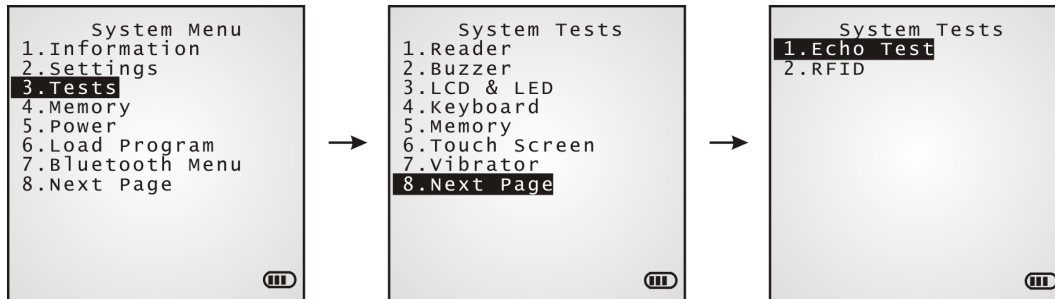 System Menu
1.Information
2.Settings
3.Tests
4.Memory
5.Power
6.Load Program
7.Bluetooth Menu
8.Next Page
System Tests
1.Reader
2.Buzzer
3.LCD & LED
4.Keyboard
5.Memory
6.Touch Screen
7.Vibrator
8.Next Page
System Tests
1.Echo Test
2.RFID